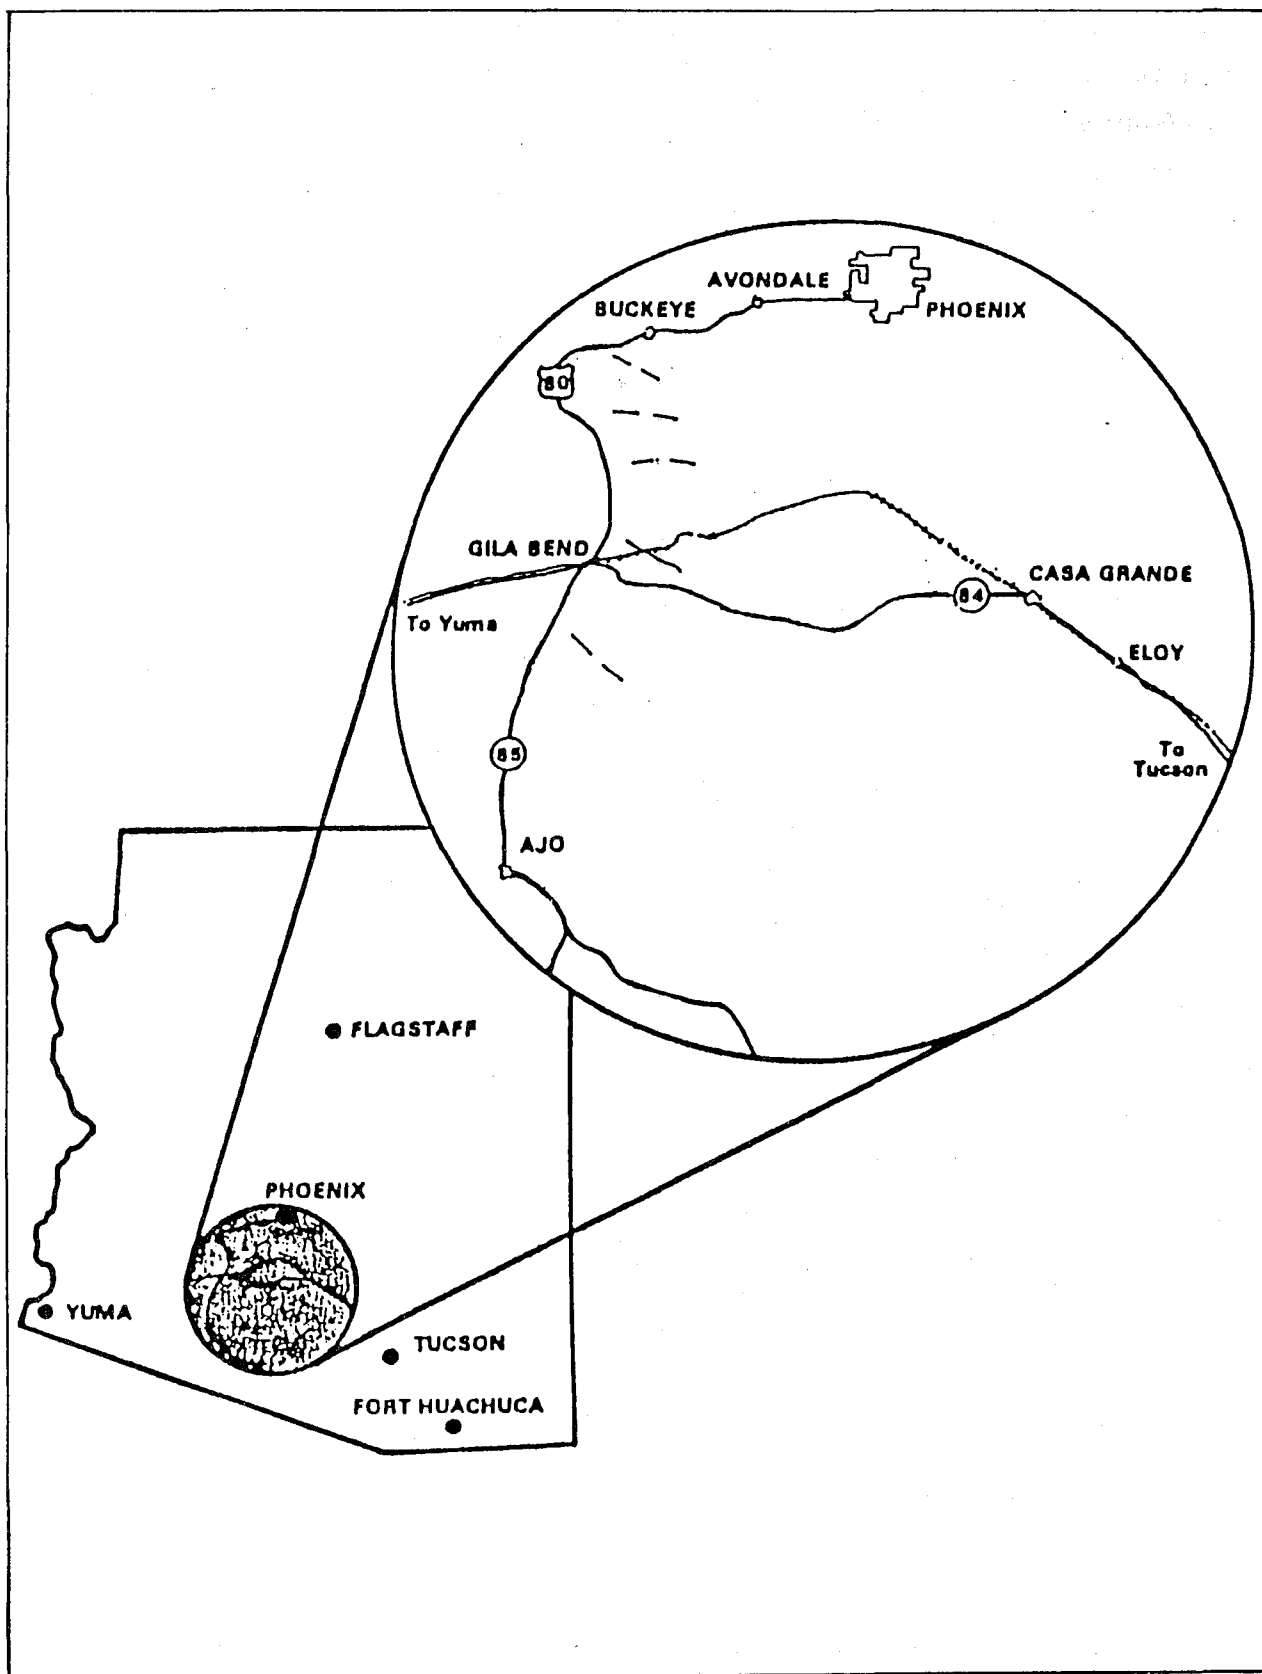 AVONDALE
BUCKEYE
PHOENIX
80
GILA BEND
CASA GRANDE
84
To Yuma
ELOY
85
To
Tucson
AJO
FLAGSTAFF
PHOENIX
YUMA
TUCSON
FORT HUACHUCA